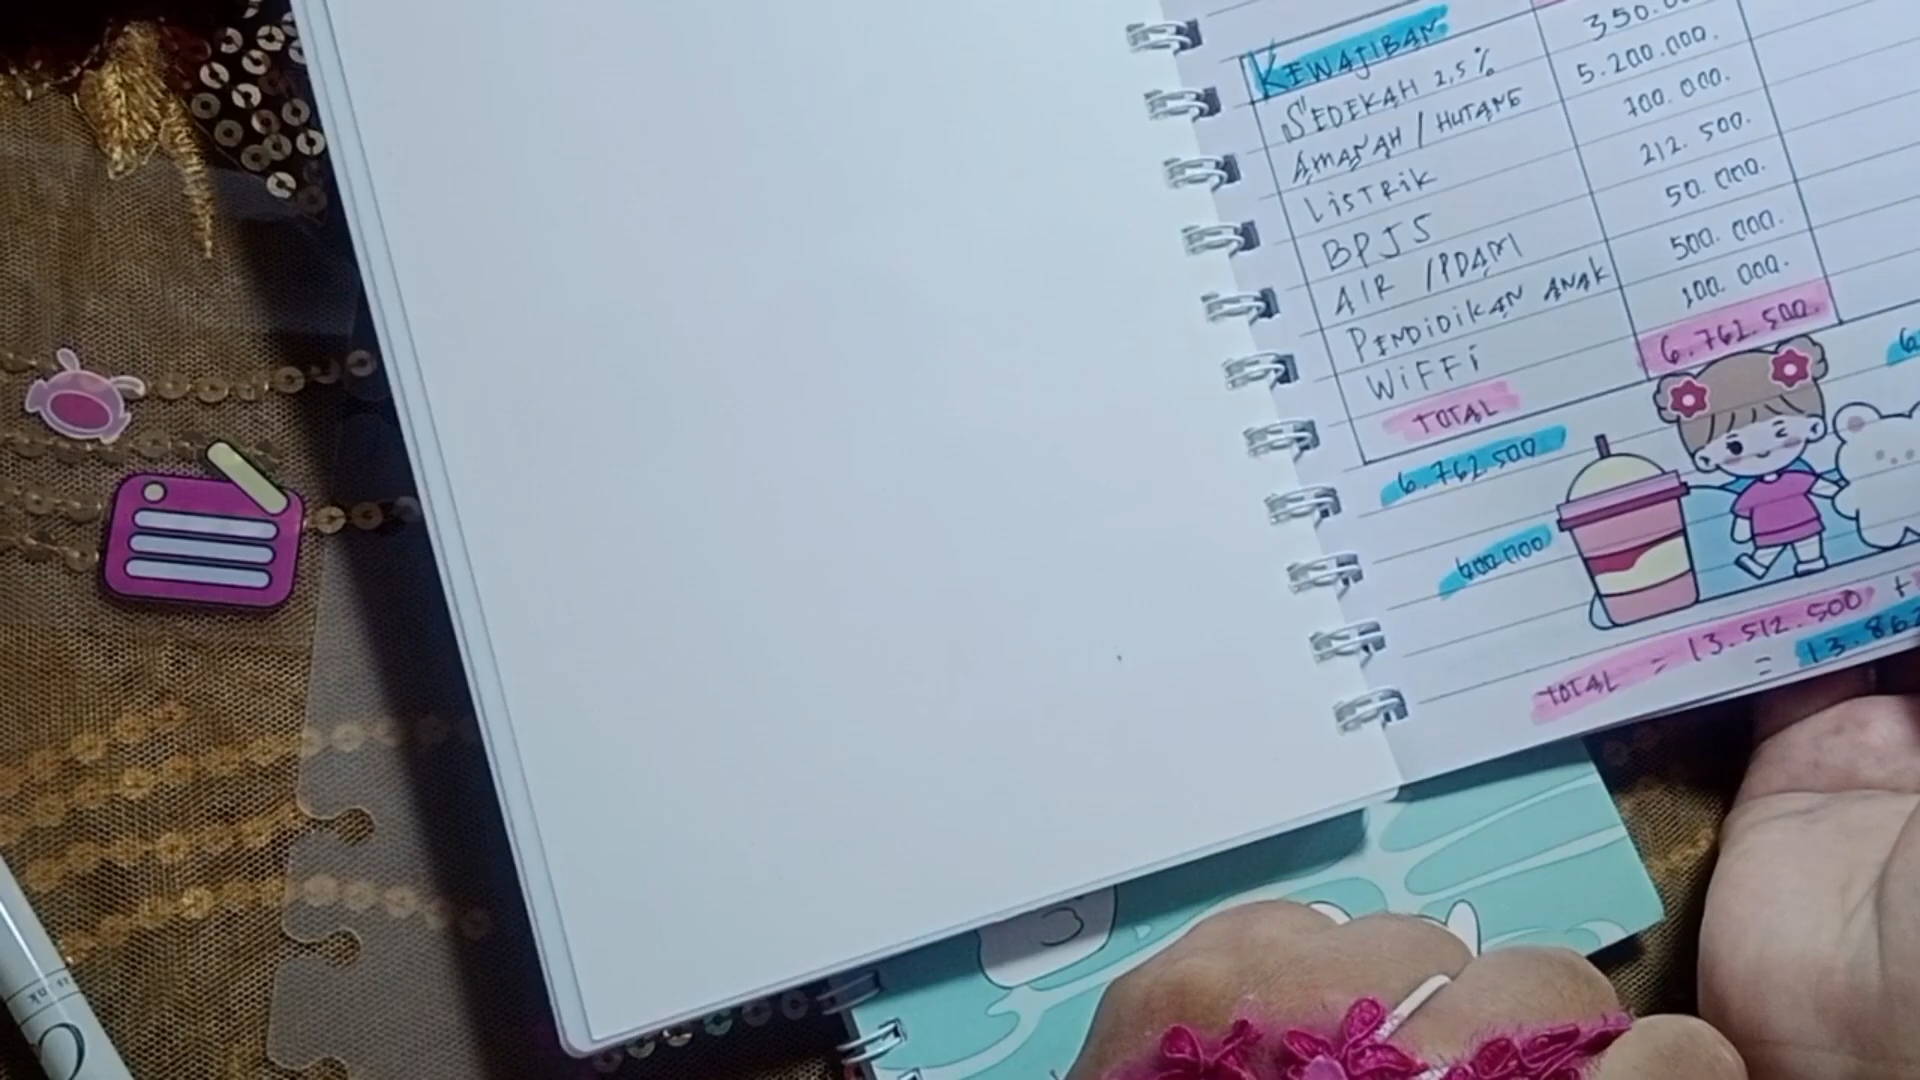 KEWAJIBAN
SEDEKAH 2,5% 350.0
AMANAH / HUTANG 5.200.000.
LISTRIK 700.000.
BPJS 212.500.
AIR /PDAM 50.000.
PENDIDIKAN ANAK 500.000.
WIFFI 100.000.
TOTAL 6.762.500.
6.762.500
600.000
TOTAL = 13.512.500 +
= 13.862